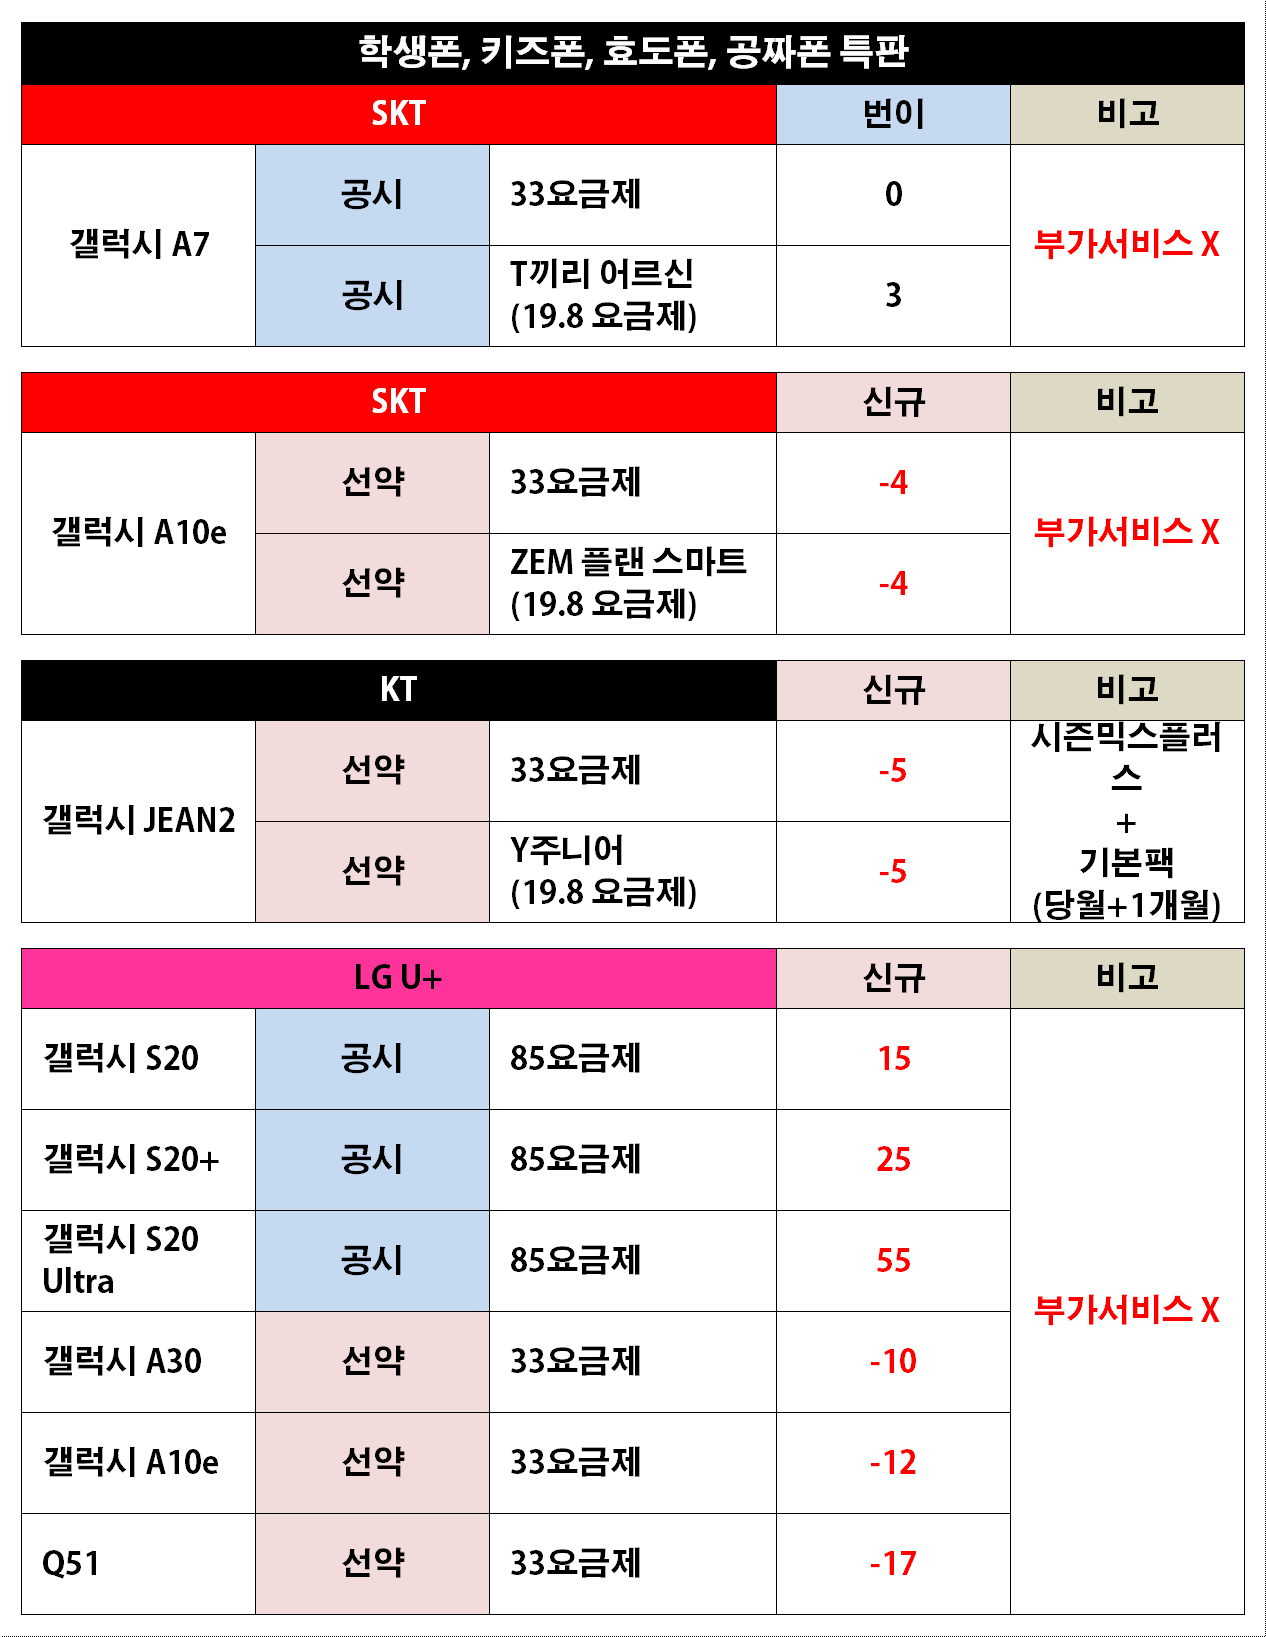 학생폰, 키즈폰, 효도폰, 공짜폰 특판
SKT 번이 비고
갤럭시 A7
공시 33요금제 0
공시 T끼리 어르신
(19.8 요금제) 3
부가서비스 X
SKT 신규 비고
갤럭시 A10e
선약 33요금제 -4
선약 ZEM 플랜 스마트
(19.8 요금제) -4
부가서비스 X
KT 신규 비고
갤럭시 JEAN2
선약 33요금제 -5
선약 Y주니어
(19.8 요금제) -5
시즌믹스플러
스
+
기본팩
(당월+1개월)
LG U+ 신규 비고
갤럭시 S20 공시 85요금제 15
갤럭시 S20+ 공시 85요금제 25
갤럭시 S20
Ultra 공시 85요금제 55
갤럭시 A30 선약 33요금제 -10
갤럭시 A10e 선약 33요금제 -12
Q51 선약 33요금제 -17
부가서비스 X